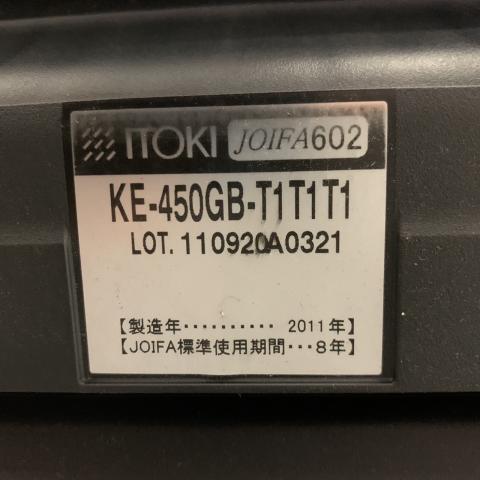 ITOKI JOIFA602
KE-450GB-T1T1T1
LOT. 110920A0321
【製造年・・・・・・・・・・ 2011年】
【JOIFA標準使用期間・・・8年】